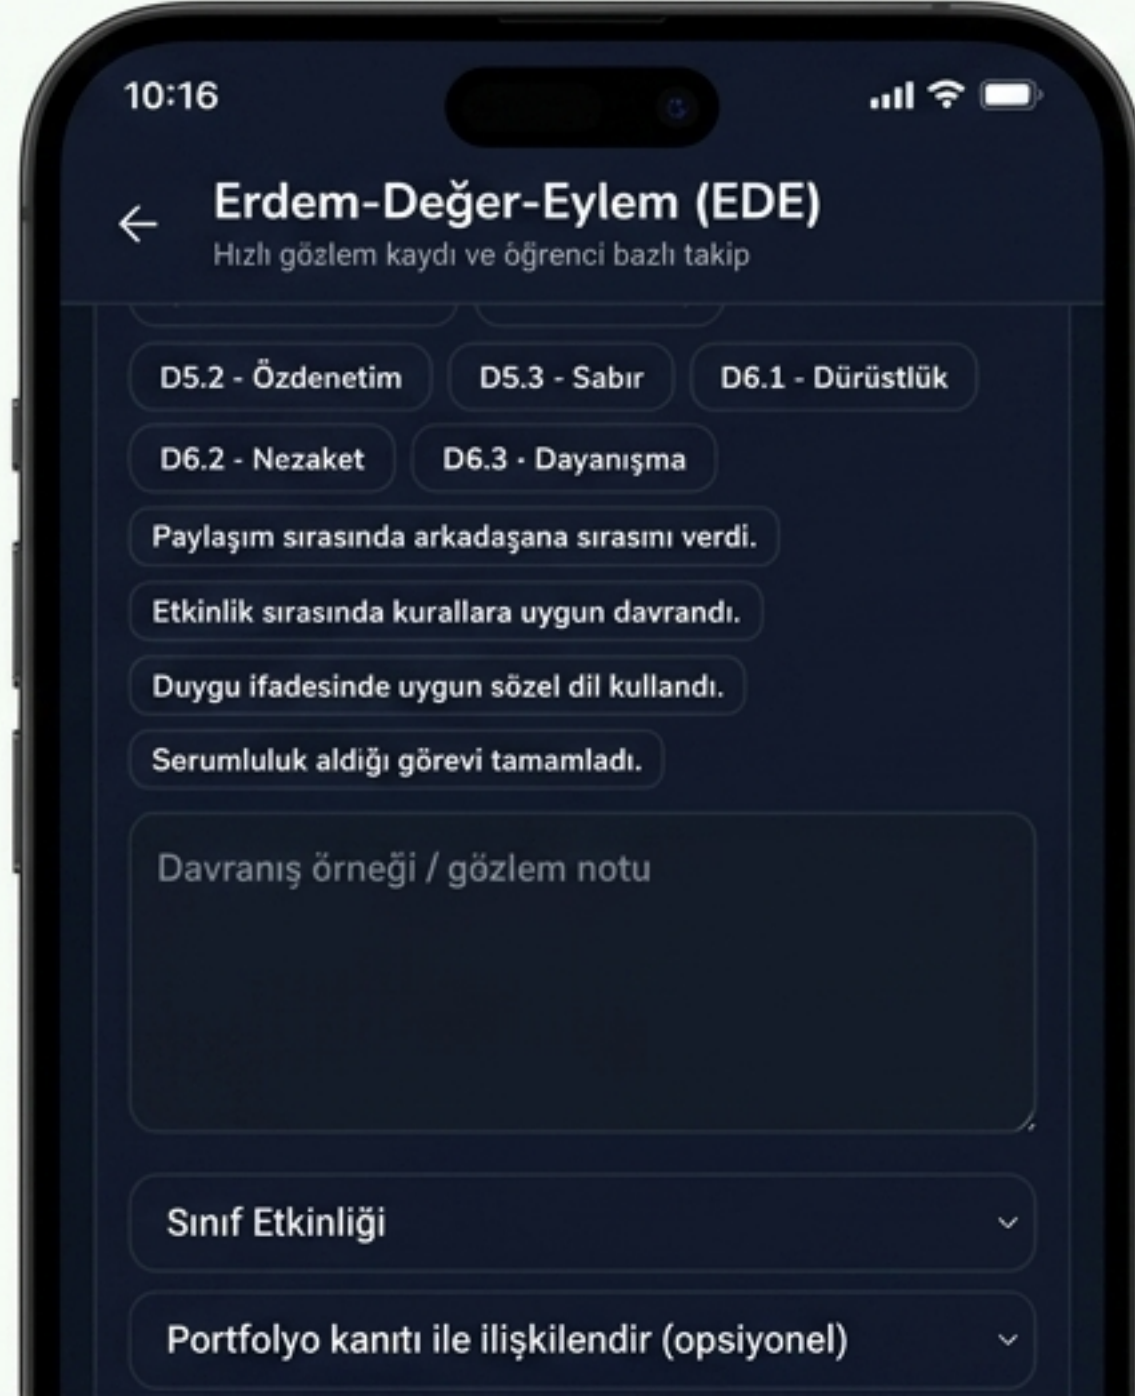 10:16
Erdem-Değer-Eylem (EDE)
Hızlı gözlem kaydı ve öğrenci bazlı takip
D5.2 - Özdenetim
D5.3 - Sabır
D6.1 - Dürüstlük
D6.2 - Nezaket
D6.3 - Dayanışma
Paylaşım sırasında arkadaşana sırasını verdi.
Etkinlik sırasında kurallara uygun davrandı.
Duygu ifadesinde uygun sözel dil kullandı.
Serumluluk aldiğı görevi tamamladı.
Davranış örneği / gözlem notu
Sınıf Etkinliği
Portfolyo kanıtı ile ilişkilendir (opsiyonel)